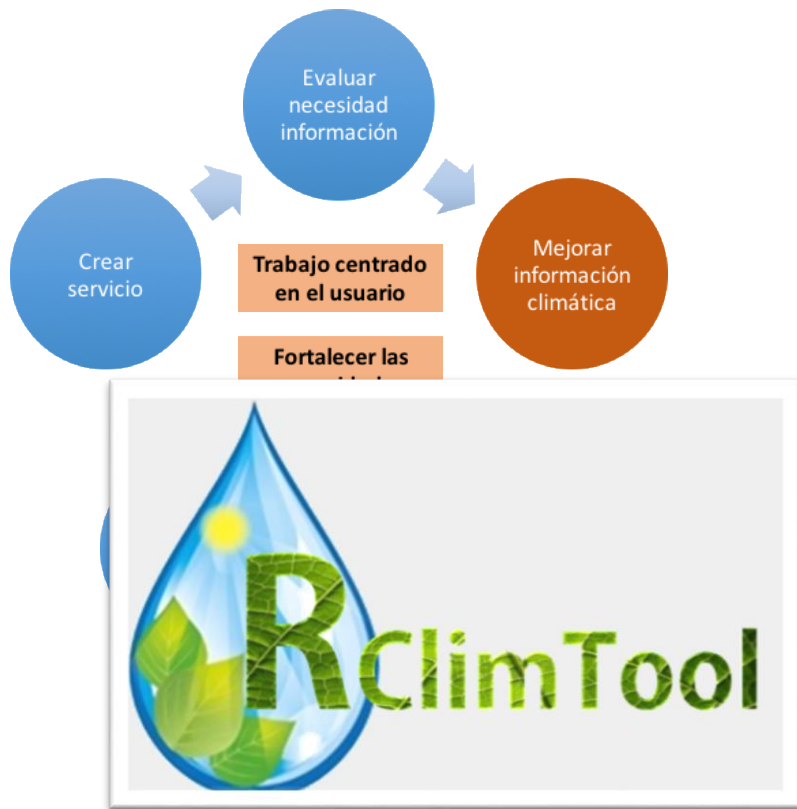 Evaluar
necesidad
información
Crear
servicio
Mejorar
información
climática
Trabajo centrado
en el usuario
Fortalecer las
RClimTool